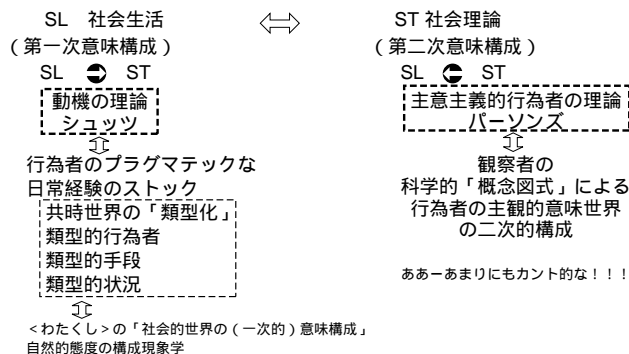 SL　社会生活
（第一次意味構成）
SL ST
動機の理論
シュッツ
行為者のプラグマテックな
日常経験のストック
共時世界の「類型化」
類型的行為者
類型的手段
類型的状況
＜わたくし＞の「社会的世界の（一次的）意味構成」
自然的態度の構成現象学
ST 社会理論
（第二次意味構成）
SL ST
主意主義的行為者の理論
パーソンズ
観察者の
科学的「概念図式」による
行為者の主観的意味世界
の二次的構成
ああーあまりにもカント的な！！！